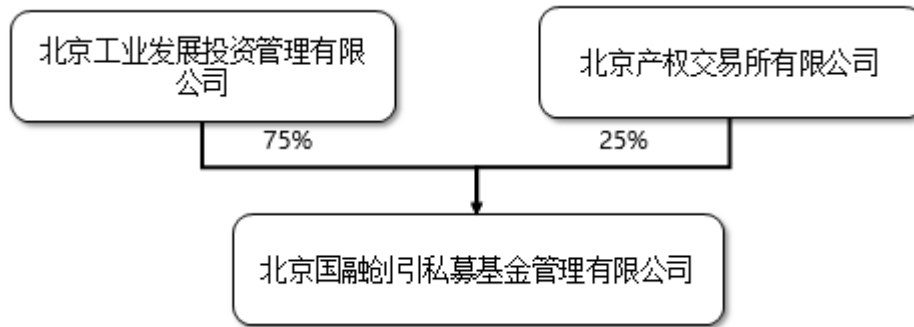 北京工业发展投资管理有限
公司
北京产权交易所有限公司
75%
25%
北京国融创引私募基金管理有限公司